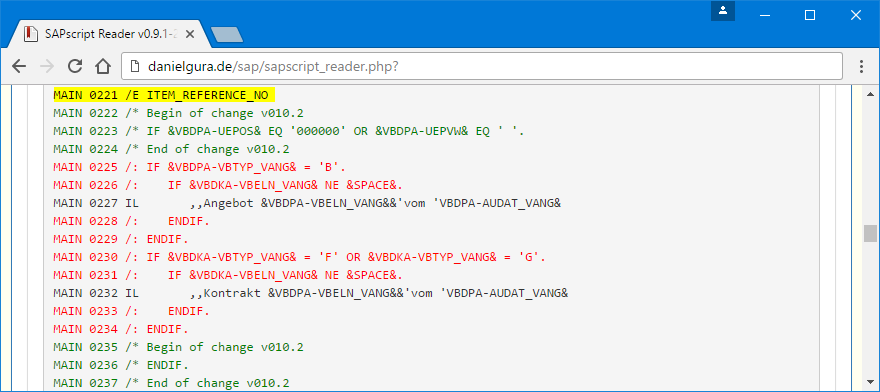 SAPscript Reader v0.9.1-
danielgura.de/sap/sapscript_reader.php?
MAIN 0221 /E ITEM_REFERENCE_NO
MAIN 0222 /* Begin of change v010.2
MAIN 0223 /* IF &VBDPA-UEPOS& EQ '000000' OR &VBDPA-UEPVW& EQ ' '.
MAIN 0224 /* End of change v010.2
MAIN 0225 /: IF &VBDPA-VBTYP_VANG& = 'B'.
MAIN 0226 /:    IF &VBDKA-VBELN_VANG& NE &SPACE&.
MAIN 0227 IL       ,,Angebot &VBDPA-VBELN_VANG&&'vom 'VBDPA-AUDAT_VANG&
MAIN 0228 /:    ENDIF.
MAIN 0229 /: ENDIF.
MAIN 0230 /: IF &VBDKA-VBTYP_VANG& = 'F' OR &VBDKA-VBTYP_VANG& = 'G'.
MAIN 0231 /:    IF &VBDKA-VBELN_VANG& NE &SPACE&.
MAIN 0232 IL       ,,Kontrakt &VBDPA-VBELN_VANG&&'vom 'VBDPA-AUDAT_VANG&
MAIN 0233 /:    ENDIF.
MAIN 0234 /: ENDIF.
MAIN 0235 /* Begin of change v010.2
MAIN 0236 /* ENDIF.
MAIN 0237 /* End of change v010.2